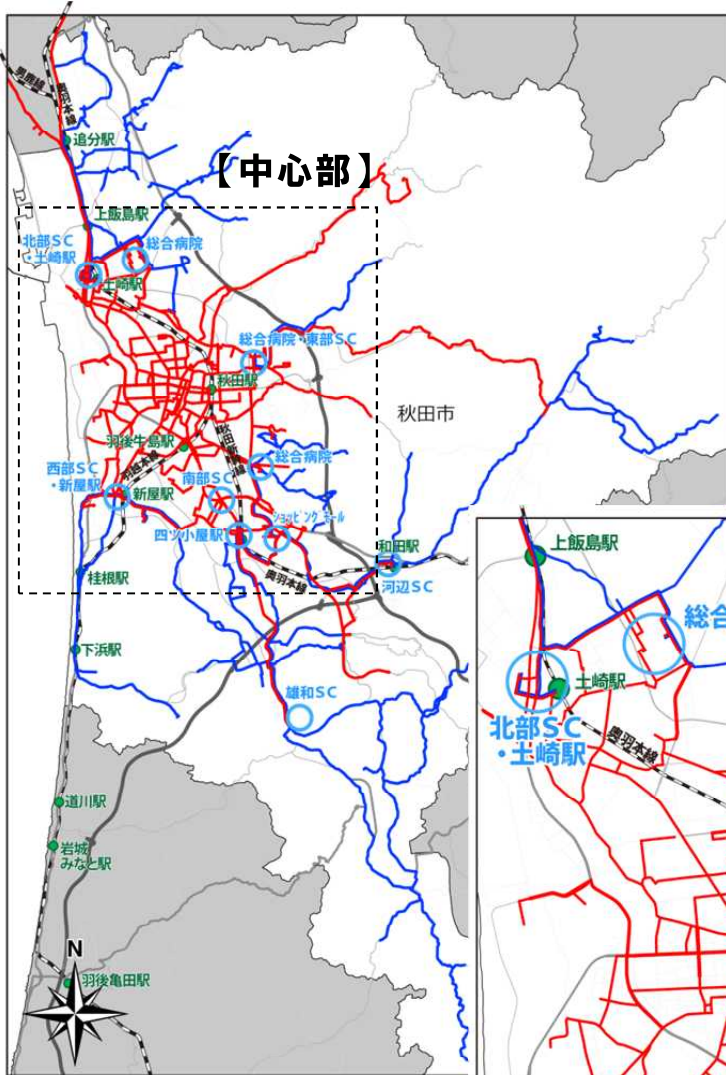 男鹿線
奥羽本線
追分駅
【中心部】
上飯島駅
北部SC
・土崎駅
総合病院
土崎駅
総合病院・東部SC
秋田駅
秋田市
羽後牛島駅
羽越本線
西部SC
・新屋駅
新屋駅
南部SC
総合病院
四ツ小屋駅
ショッピングモール
和田駅
奥羽本線
河辺SC
桂根駅
下浜駅
雄和SC
道川駅
岩城
みなと駅
N
羽後亀田駅
上飯島駅
総合
土崎駅
北部SC
・土崎駅
奥羽本線